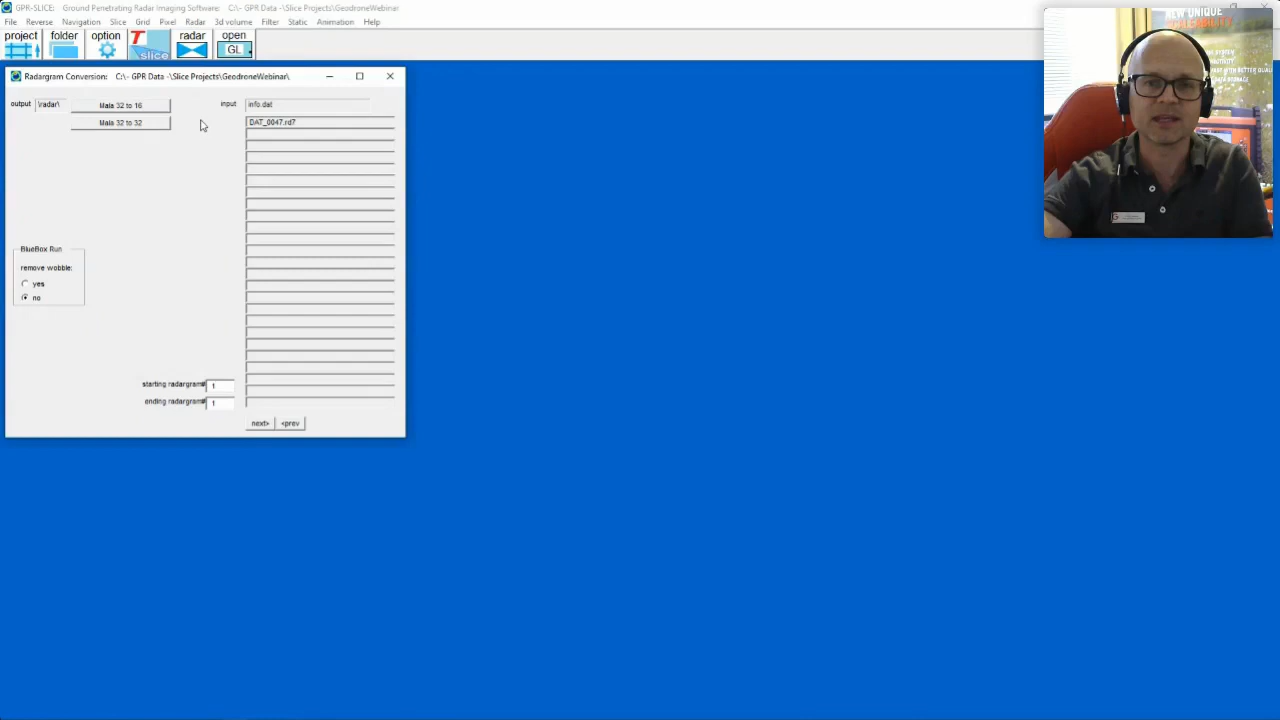 GPR-SLICE: Ground Penetrating Radar Imaging Software: C:\- GPR Data -\Slice Projects\GeodroneWebinar
File Reverse Navigation Slice Grid Pixel Radar 3d volume Filter Static Animation Help
project folder option radar open
T slice GL
Radargram Conversion: C:\- GPR Data -\Slice Projects\GeodroneWebinar\
output \radar\ Mala 32 to 16 input info.dat
Mala 32 to 32 DAT_0047.rd7
BlueBox Run
remove wobble:
yes
no
starting radargram# 1
ending radargram# 1
next> <prev
NEW UNIQUE